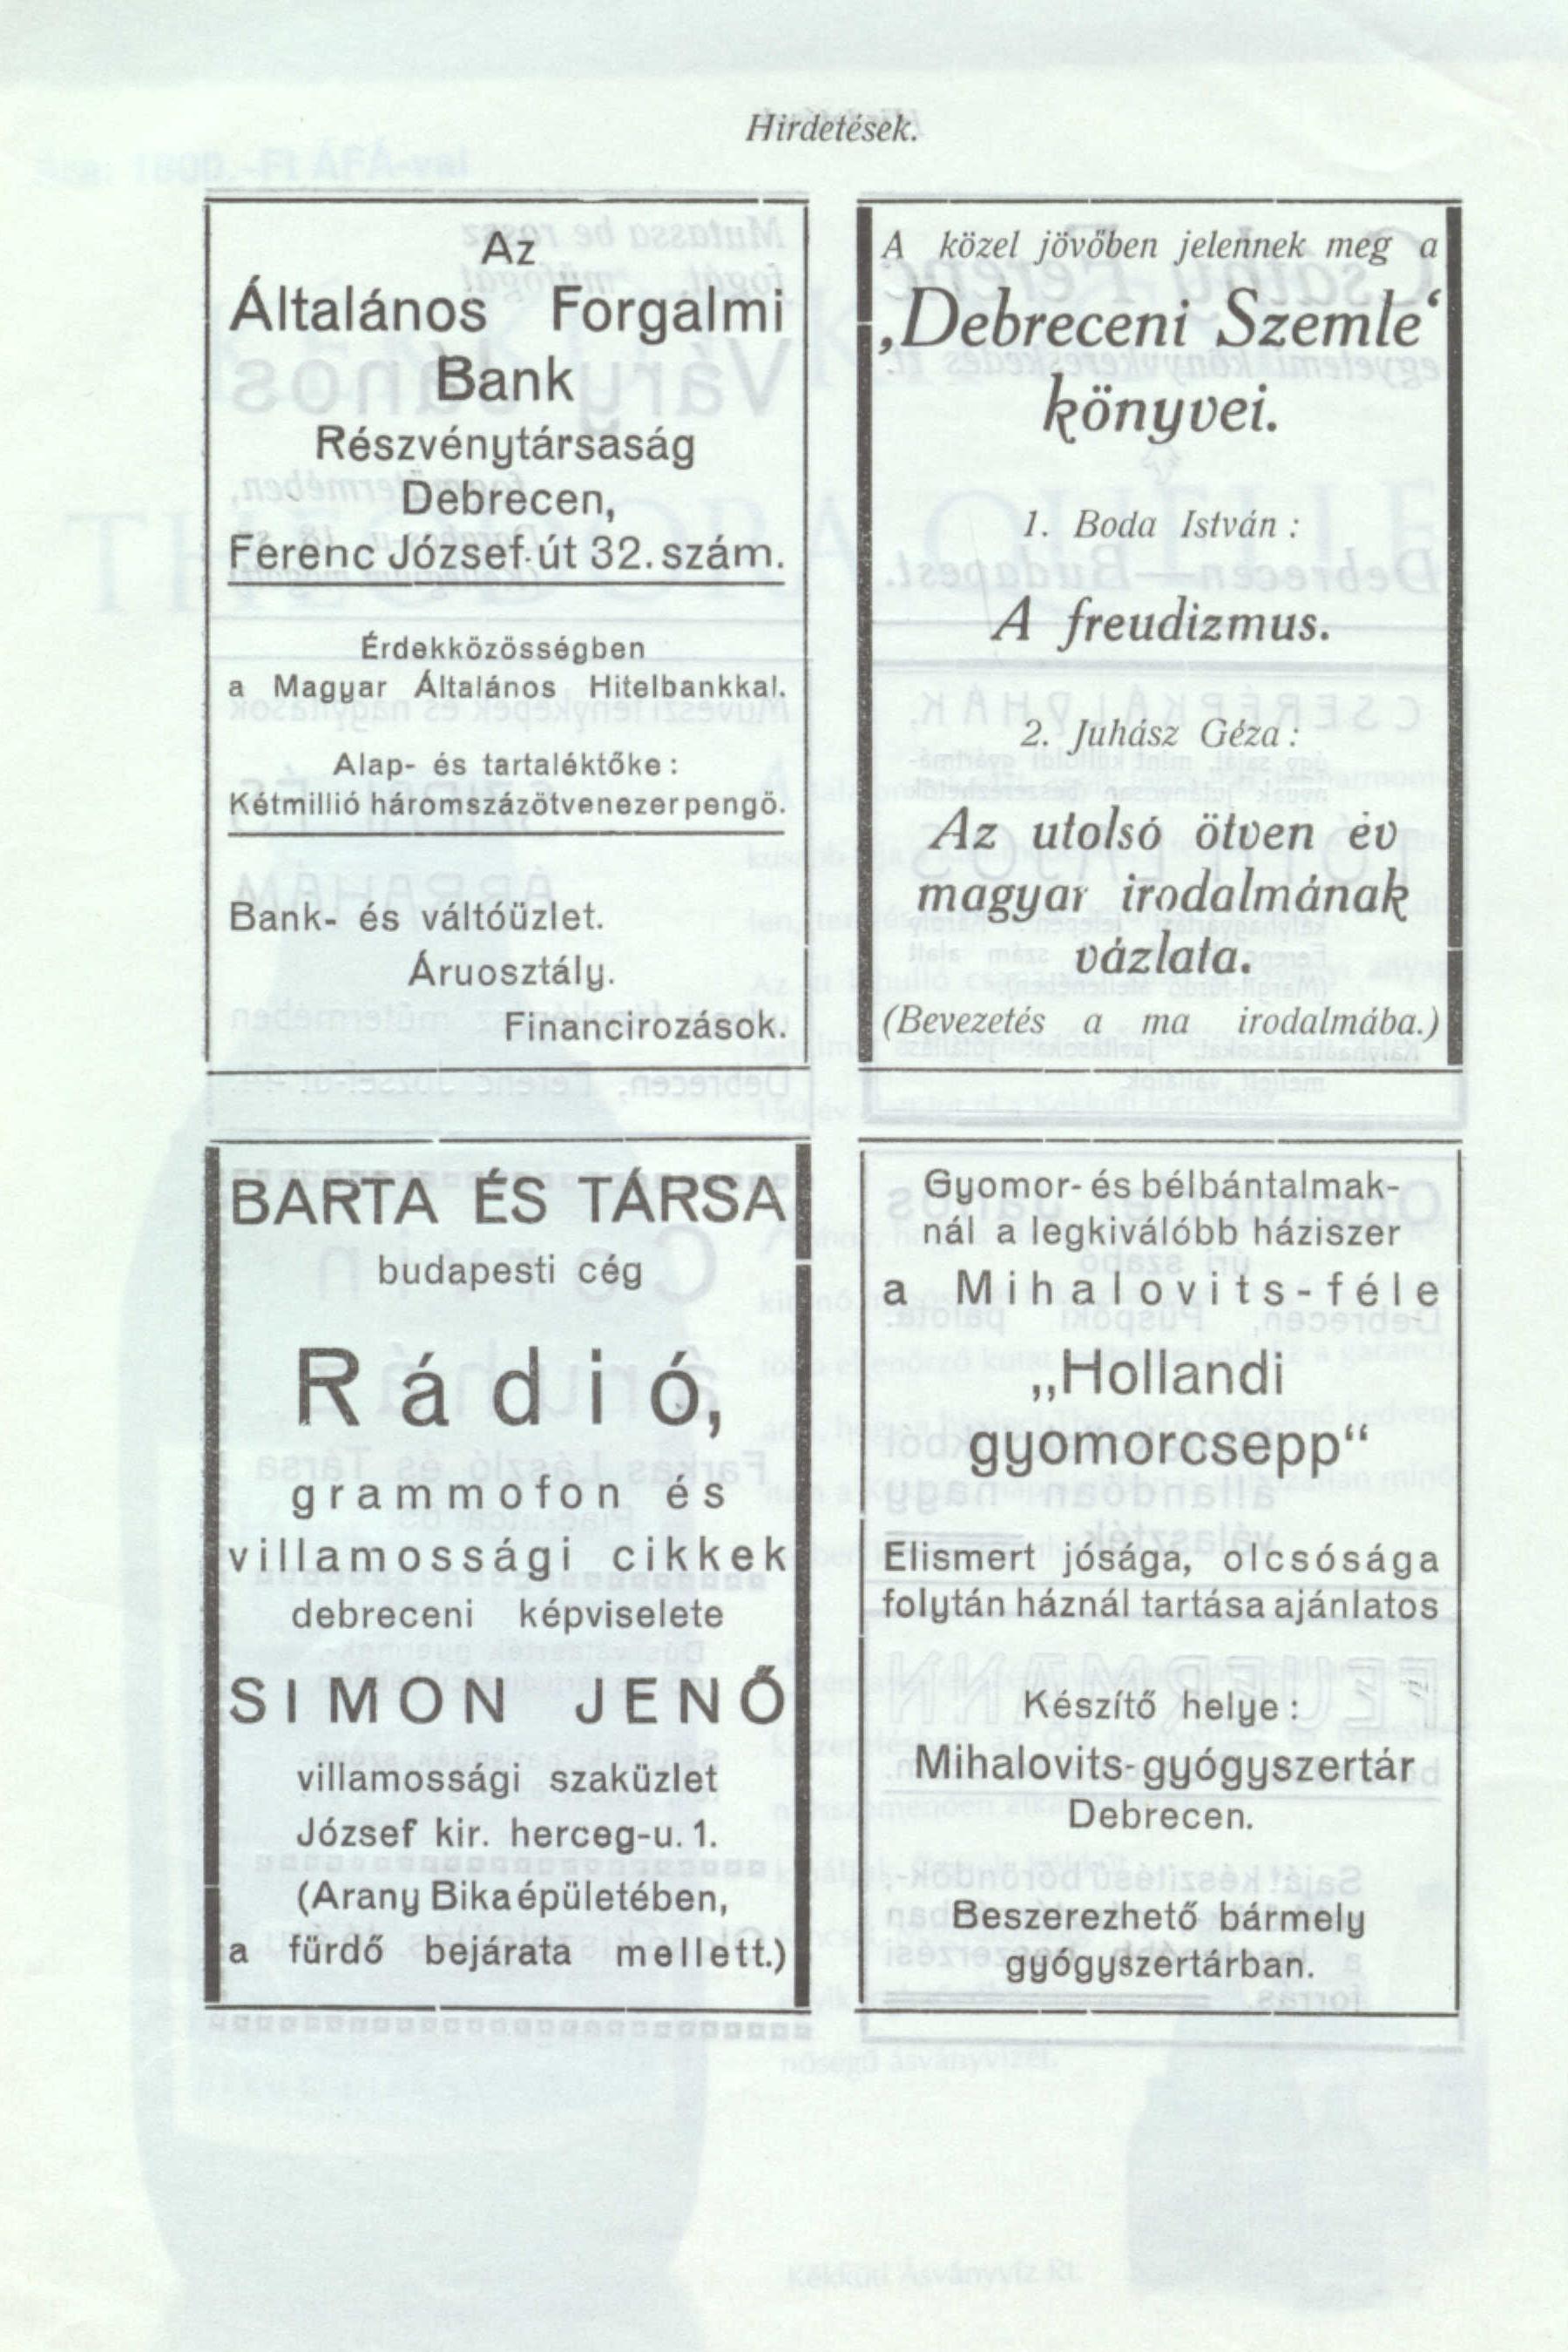 Hirdetések.
Az
Általános Forgalmi
Bank
Részvénytársaság
Debrecen,
Ferenc József-út 32. szám.
Érdekközösségben
a Magyar Általános Hitelbankkal.
Alap- és tartaléktőke:
Kétmillió háromszázötvenezer pengő.
Bank- és váltóüzlet.
Áruosztály.
Financirozások.
A közel jövőben jelennek meg a
‚Debreceni Szemle‘
könyvei.
1. Boda István:
A freudizmus.
2. Juhász Géza:
Az utolsó ötven év
magyar irodalmának
vázlata.
(Bevezetés a ma irodalmába.)
BARTA ÉS TÁRSA
budapesti cég
Rádió,
grammofon és
villamossági cikkek
debreceni képviselete
SIMON JENŐ
villamossági szaküzlet
József kir. herceg-u. 1.
(Arany Bika épületében,
a fürdő bejárata mellett.)
Gyomor- és bélbántalmak-
nál a legkiválóbb háziszer
a Mihalovits-féle
„Hollandi
gyomorcsepp“
Elismert jósága, olcsósága
folytán háznál tartása ajánlatos
Készítő helye:
Mihalovits-gyógyszertár
Debrecen.
Beszerezhető bármely
gyógyszertárban.